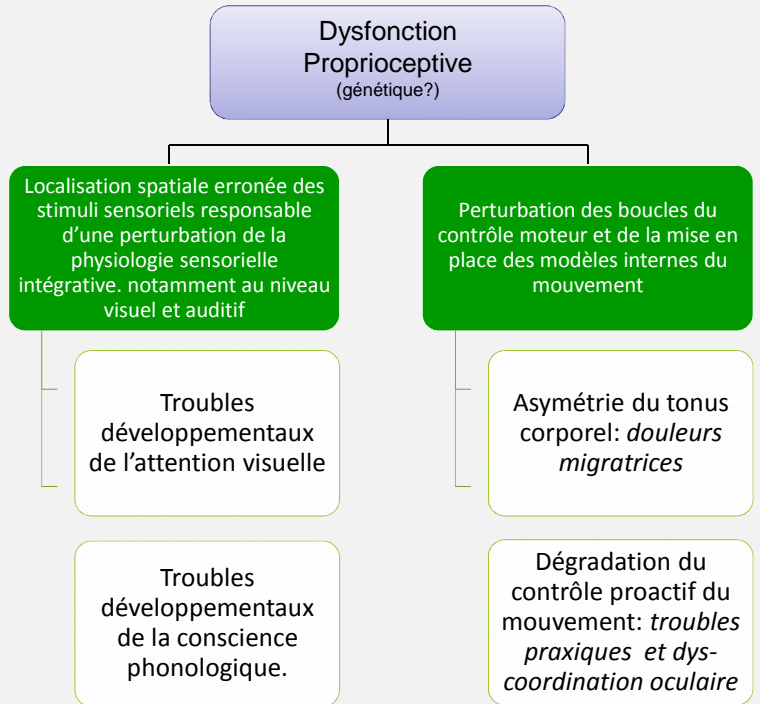 Dysfonction
Proprioceptive
(génétique?)
Localisation spatiale erronée des
stimuli sensoriels responsable
d’une perturbation de la
physiologie sensorielle
intégrative. notamment au niveau
visuel et auditif
Troubles
développementaux
de l’attention visuelle
Troubles
développementaux
de la conscience
phonologique.
Perturbation des boucles du
contrôle moteur et de la mise en
place des modèles internes du
mouvement
Asymétrie du tonus
corporel: douleurs
migratrices
Dégradation du
contrôle proactif du
mouvement: troubles
praxiques et dys-
coordination oculaire